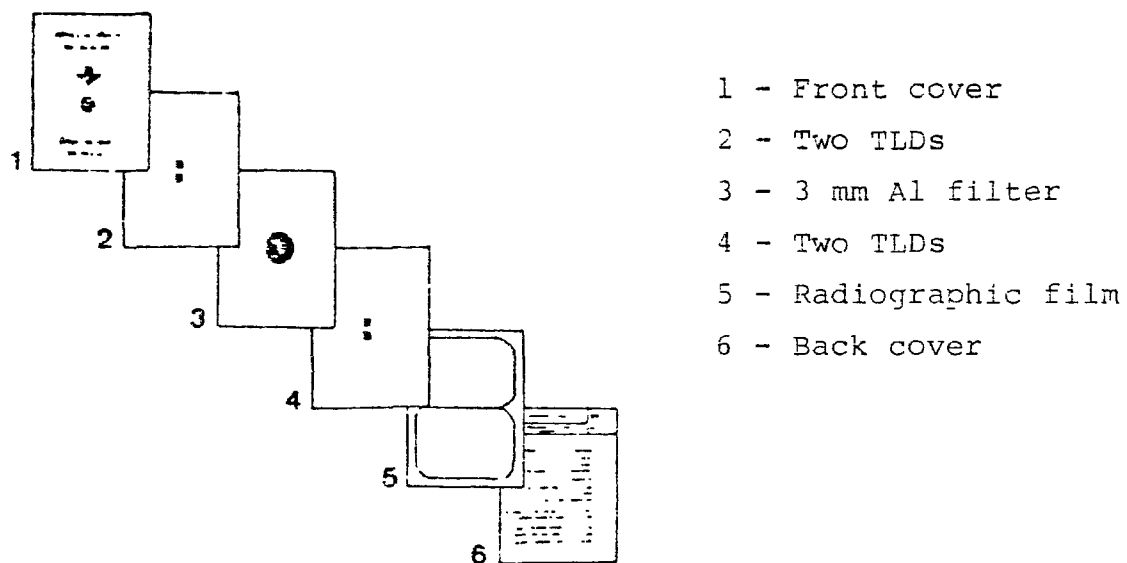 1 - Front cover
2 - Two TLDs
3 - 3 mm Al filter
4 - Two TLDs
5 - Radiographic film
6 - Back cover
1
2
3
4
5
6